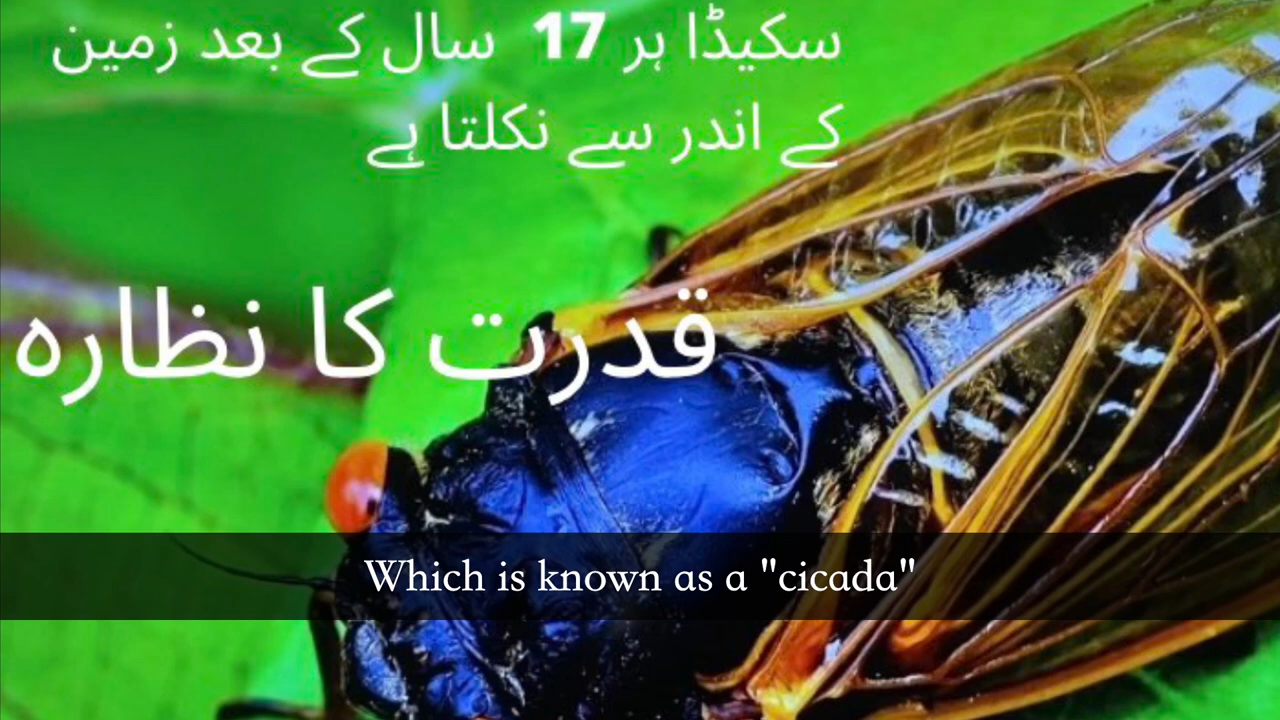 سکیڈا ہر 17 سال کے بعد زمین
کے اندر سے نکلتا ہے
قدرت کا نظارہ
Which is known as a "cicada"